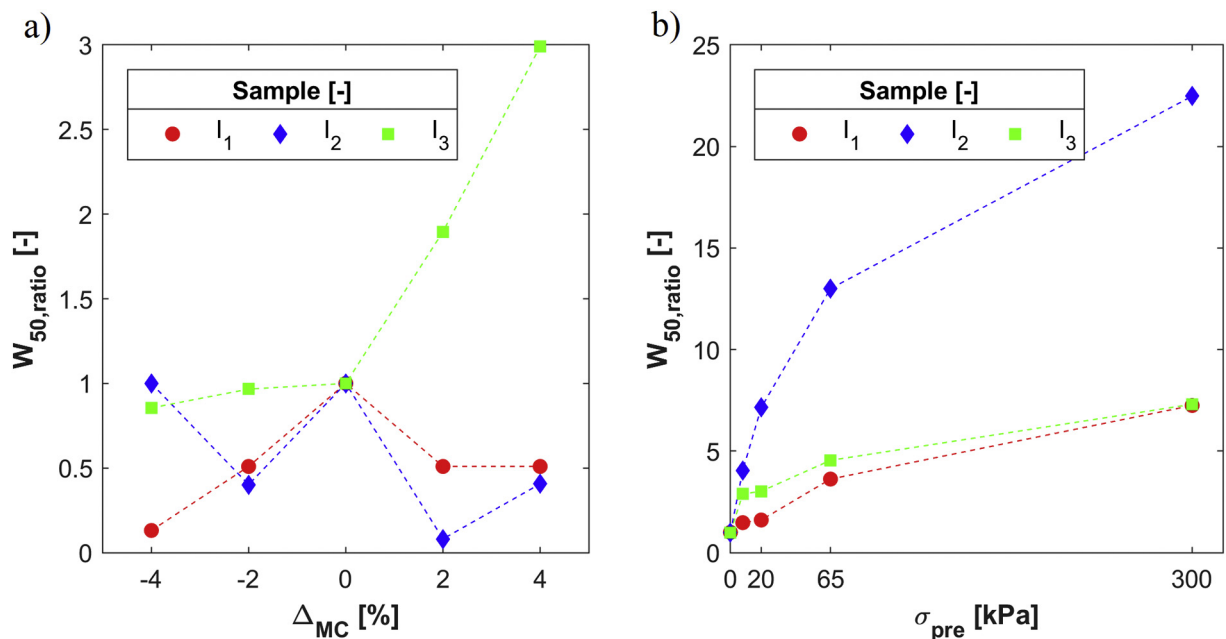 a)
3
2.5
2
1.5
1
0.5
0
W50,ratio [-]
Sample [-]
I1 I2 I3
-4 -2 0 2 4
ΔMC [%]
b)
25
20
15
10
5
0
W50,ratio [-]
Sample [-]
I1 I2 I3
0 20 65 300
σpre [kPa]